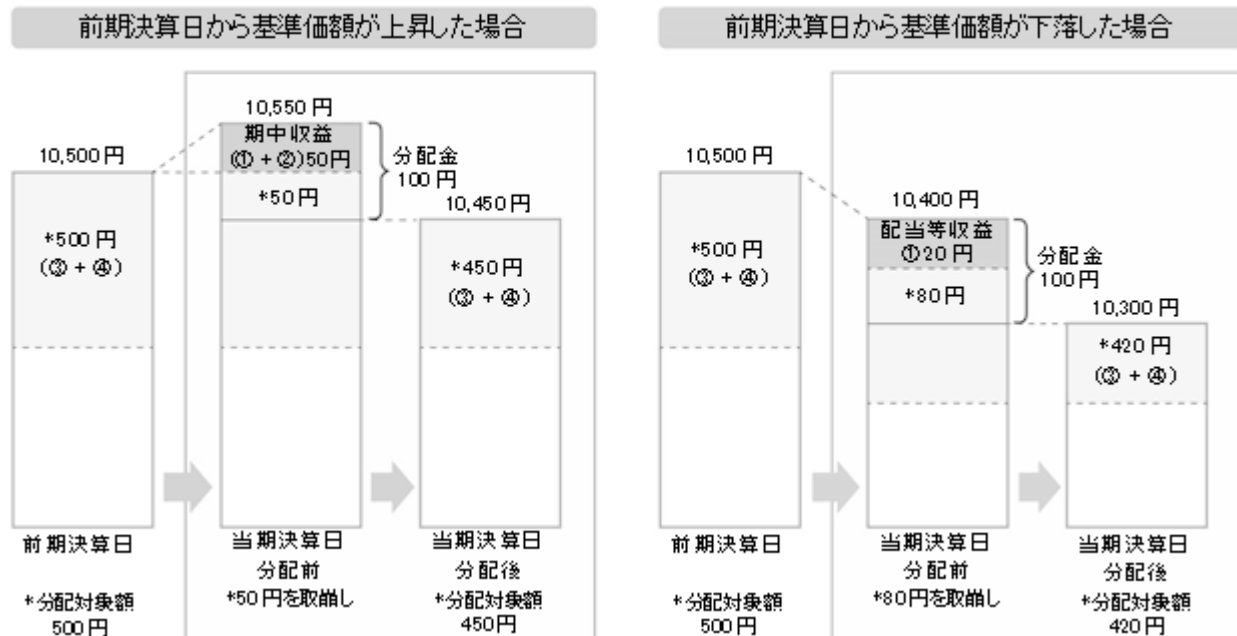 前期決算日から基準価額が上昇した場合
10,550円
期中収益
(①+②)50円
*50円
分配金
100円
10,500円
*500円
(③+④)
10,450円
*450円
(③+④)
前期決算日
*分配対象額
500円
当期決算日
分配前
*50円を取崩し
当期決算日
分配後
*分配対象額
450円
前期決算日から基準価額が下落した場合
10,500円
*500円
(③+④)
10,400円
配当等収益
①20円
*80円
分配金
100円
10,300円
*420円
(③+④)
前期決算日
*分配対象額
500円
当期決算日
分配前
*80円を取崩し
当期決算日
分配後
*分配対象額
420円